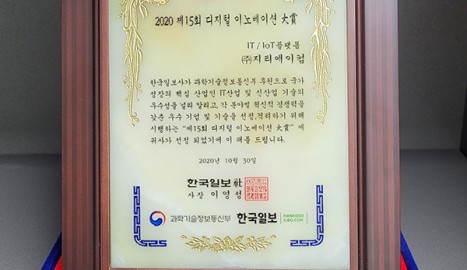 2020 제15회 디지털 이노베이션 大賞
IT / IoT플랫폼
㈜지리에이컴
한국일보사가 과학기술정보통신부 후원으로 국가
성장의 핵심 산업인 IT산업 및 신산업 기술의
우수성을 널리 알리고, 각 분야별 혁신적 경쟁력을
갖춘 우수 기업 및 기술을 선정,격려하기 위해
시행하는 "제15회 디지털 이노베이션 大賞" 에
귀사가 선정 되었기에 이 패를 드립니다.
2020년 10월 30일
한국일보 社
사장 이영성
과학기술정보통신부 한국일보 HANKOOKILBO.COM